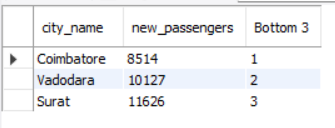 city_name new_passengers Bottom 3
Coimbatore 8514 1
Vadodara 10127 2
Surat 11626 3